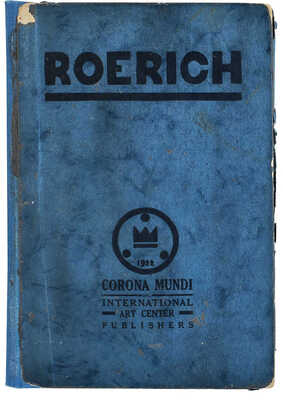 ROERICH
1922
CORONA MUNDI
INTERNATIONAL
ART CENTER
PUBLISHERS